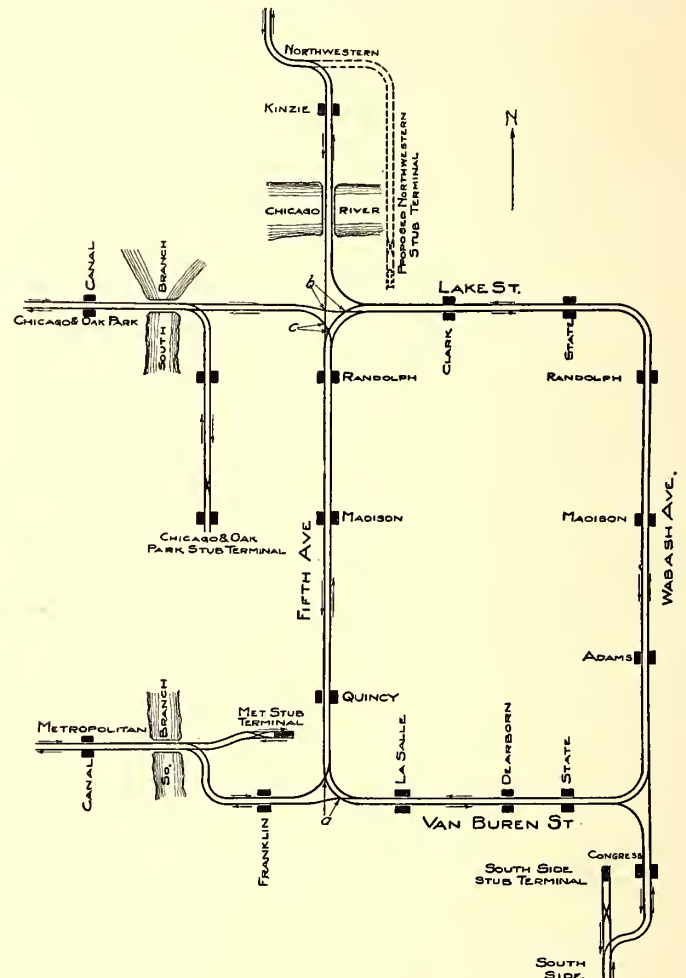 NORTHWESTERN
KINZIE
N
PROPOSED NORTHWESTERN
STUB TERMINAL
CHICAGO RIVER
CANAL
BRANCH
SOUTH
CHICAGO & OAK PARK
b
c
LAKE ST.
CLARK
STATE
RANDOLPH
RANDOLPH
MADISON
MADISON
CHICAGO & OAK
PARK STUB TERMINAL
FIFTH AVE
WABASH AVE.
ADAMS
QUINCY
METROPOLITAN
BRANCH
SO.
MET STUB
TERMINAL
CANAL
FRANKLIN
a
LA SALLE
DEARBORN
STATE
VAN BUREN ST
CONGRESS
SOUTH SIDE
STUB TERMINAL
SOUTH
SIDE.